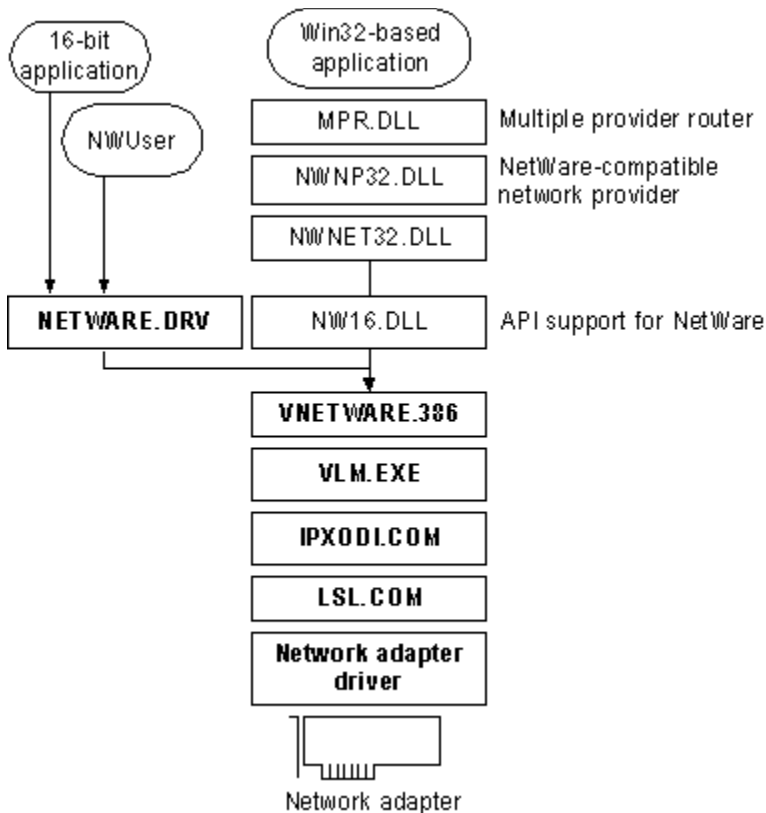 16-bit
application
Win32-based
application
NWUser
MPR.DLL
Multiple provider router
NWNP32.DLL
NetWare-compatible
network provider
NWNET32.DLL
NETWARE.DRV
NW16.DLL
API support for NetWare
VNETWARE.386
VLM.EXE
IPXODI.COM
LSL.COM
Network adapter
driver
Network adapter